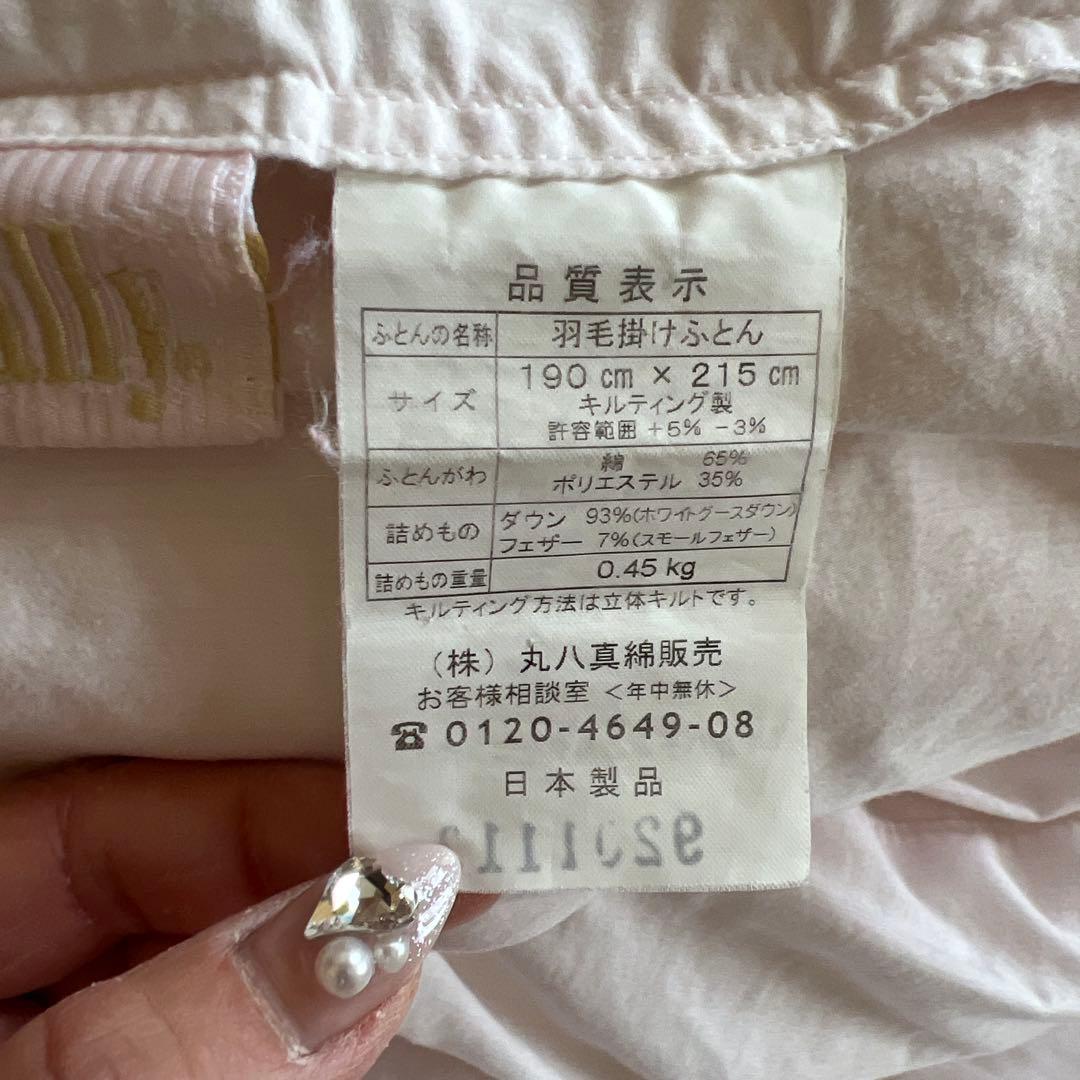 品質表示
ふとんの名称 羽毛掛けふとん
サイズ 190cm × 215cm
キルティング製
許容範囲 +5% -3%
ふとんがわ 綿 65%
ポリエステル 35%
詰めもの ダウン 93%(ホワイトグースダウン)
フェザー 7%(スモールフェザー)
詰めもの重量 0.45kg
キルティング方法は立体キルトです。
(株)丸八真綿販売
お客様相談室<年中無休>
☎0120-4649-08
日本製品